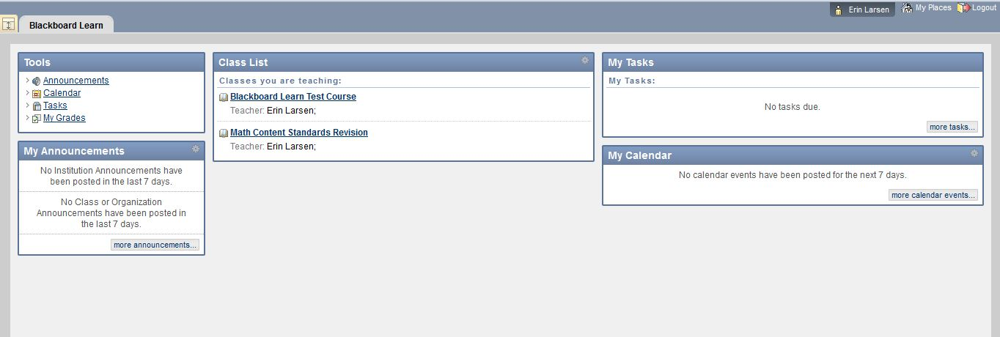 Erin Larsen
My Places
Logout
Blackboard Learn
Tools
Announcements
Calendar
Tasks
My Grades
My Announcements
No Institution Announcements have
been posted in the last 7 days.
No Class or Organization
Announcements have been posted in
the last 7 days.
more announcements...
Class List
Classes you are teaching:
Blackboard Learn Test Course
Teacher: Erin Larsen;
Math Content Standards Revision
Teacher: Erin Larsen;
My Tasks
My Tasks:
No tasks due.
more tasks...
My Calendar
No calendar events have been posted for the next 7 days.
more calendar events...